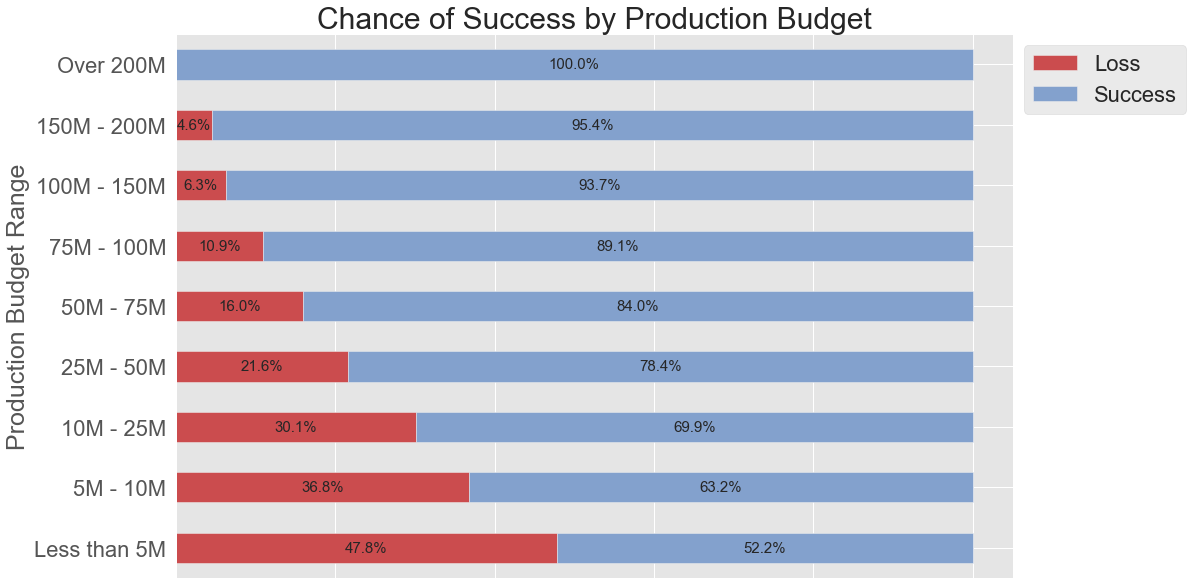 Chance of Success by Production Budget
Loss
Success
Production Budget Range
Over 200M
100.0%
150M - 200M
4.6%
95.4%
100M - 150M
6.3%
93.7%
75M - 100M
10.9%
89.1%
50M - 75M
16.0%
84.0%
25M - 50M
21.6%
78.4%
10M - 25M
30.1%
69.9%
5M - 10M
36.8%
63.2%
Less than 5M
47.8%
52.2%